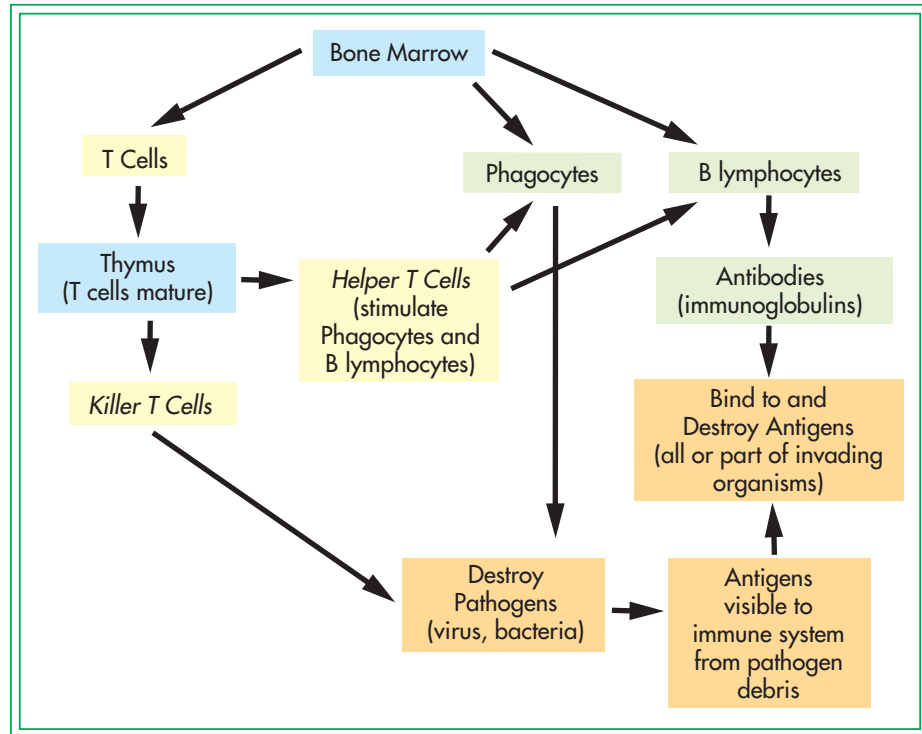 Bone Marrow
T Cells
Phagocytes
B lymphocytes
Thymus
(T cells mature)
Helper T Cells
(stimulate
Phagocytes and
B lymphocytes)
Antibodies
(immunoglobulins)
Killer T Cells
Bind to and
Destroy Antigens
(all or part of invading
organisms)
Destroy
Pathogens
(virus, bacteria)
Antigens
visible to
immune system
from pathogen
debris